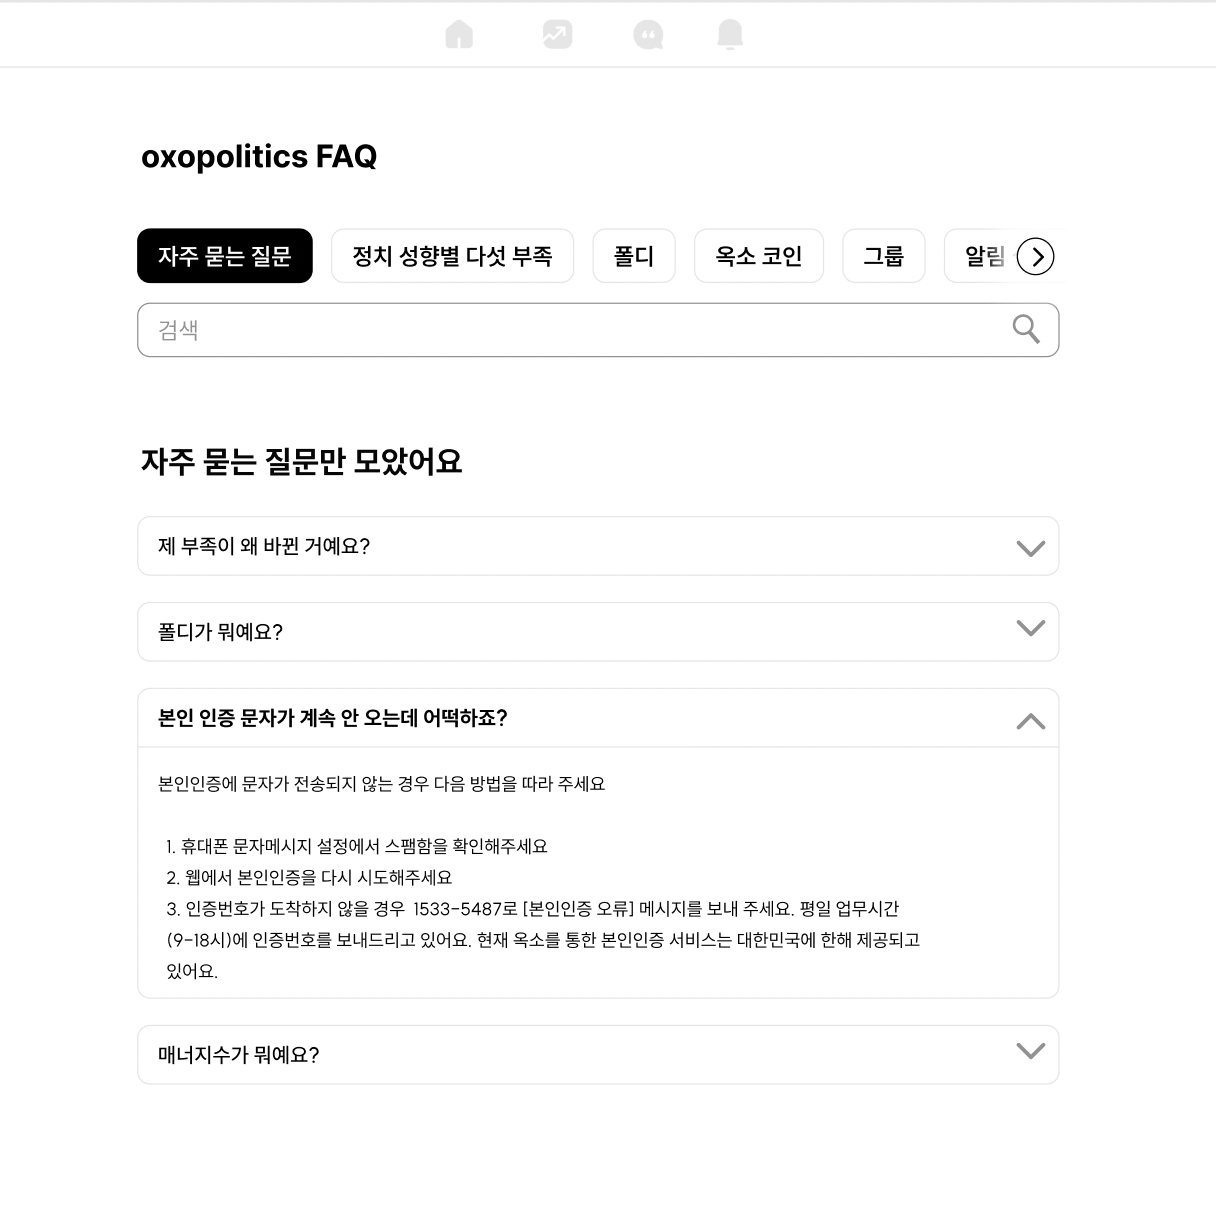 oxopolitics FAQ
자주 묻는 질문 정치 성향별 다섯 부족 폴디 옥소 코인 그룹 알림
검색
자주 묻는 질문만 모았어요
제 부족이 왜 바뀐 거예요?
폴디가 뭐예요?
본인 인증 문자가 계속 안 오는데 어떡하죠?
본인인증에 문자가 전송되지 않는 경우 다음 방법을 따라 주세요
1. 휴대폰 문자메시지 설정에서 스팸함을 확인해주세요
2. 웹에서 본인인증을 다시 시도해주세요
3. 인증번호가 도착하지 않을 경우 1533-5487로 [본인인증 오류] 메시지를 보내 주세요. 평일 업무시간
(9-18시)에 인증번호를 보내드리고 있어요. 현재 옥소를 통한 본인인증 서비스는 대한민국에 한해 제공되고
있어요.
매너지수가 뭐예요?